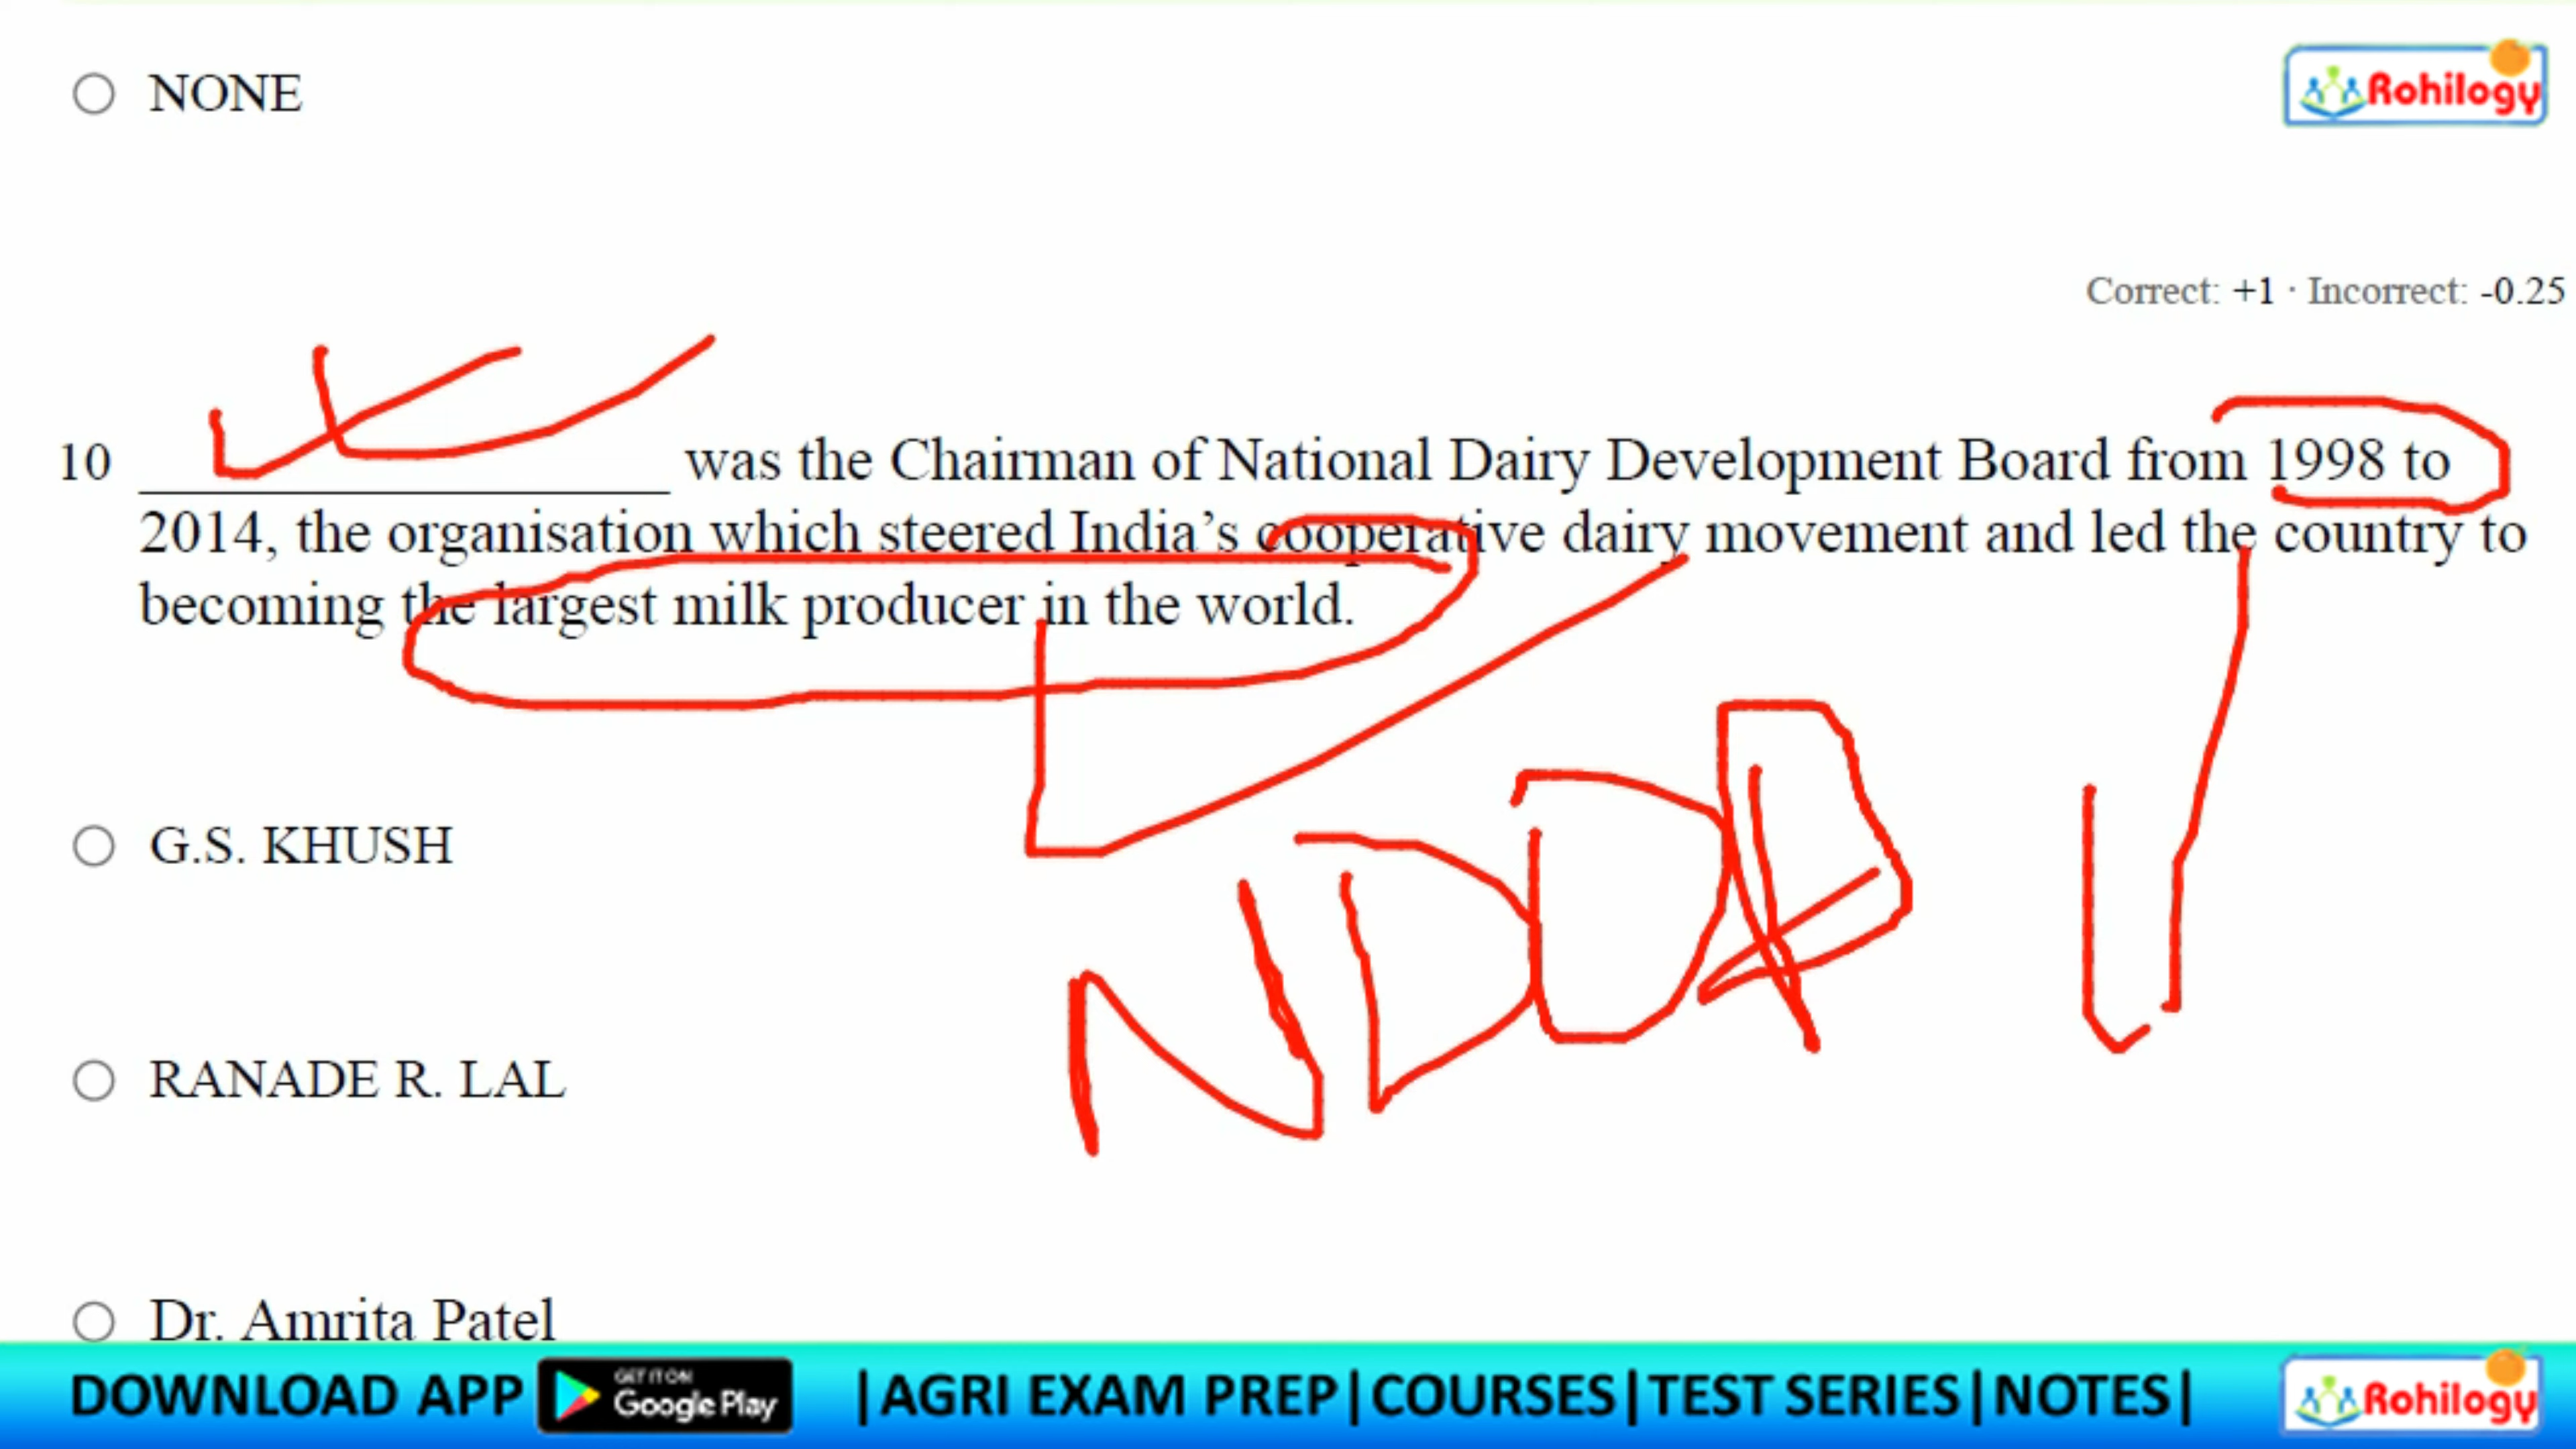 NONE
Rohilogy
Correct: +1 · Incorrect: -0.25
10 ____________________ was the Chairman of National Dairy Development Board from 1998 to
2014, the organisation which steered India’s cooperative dairy movement and led the country to
becoming the largest milk producer in the world.
G.S. KHUSH
NDDB
RANADE R. LAL
Dr. Amrita Patel
DOWNLOAD APP GET IT ON Google Play |AGRI EXAM PREP|COURSES|TEST SERIES|NOTES| Rohilogy